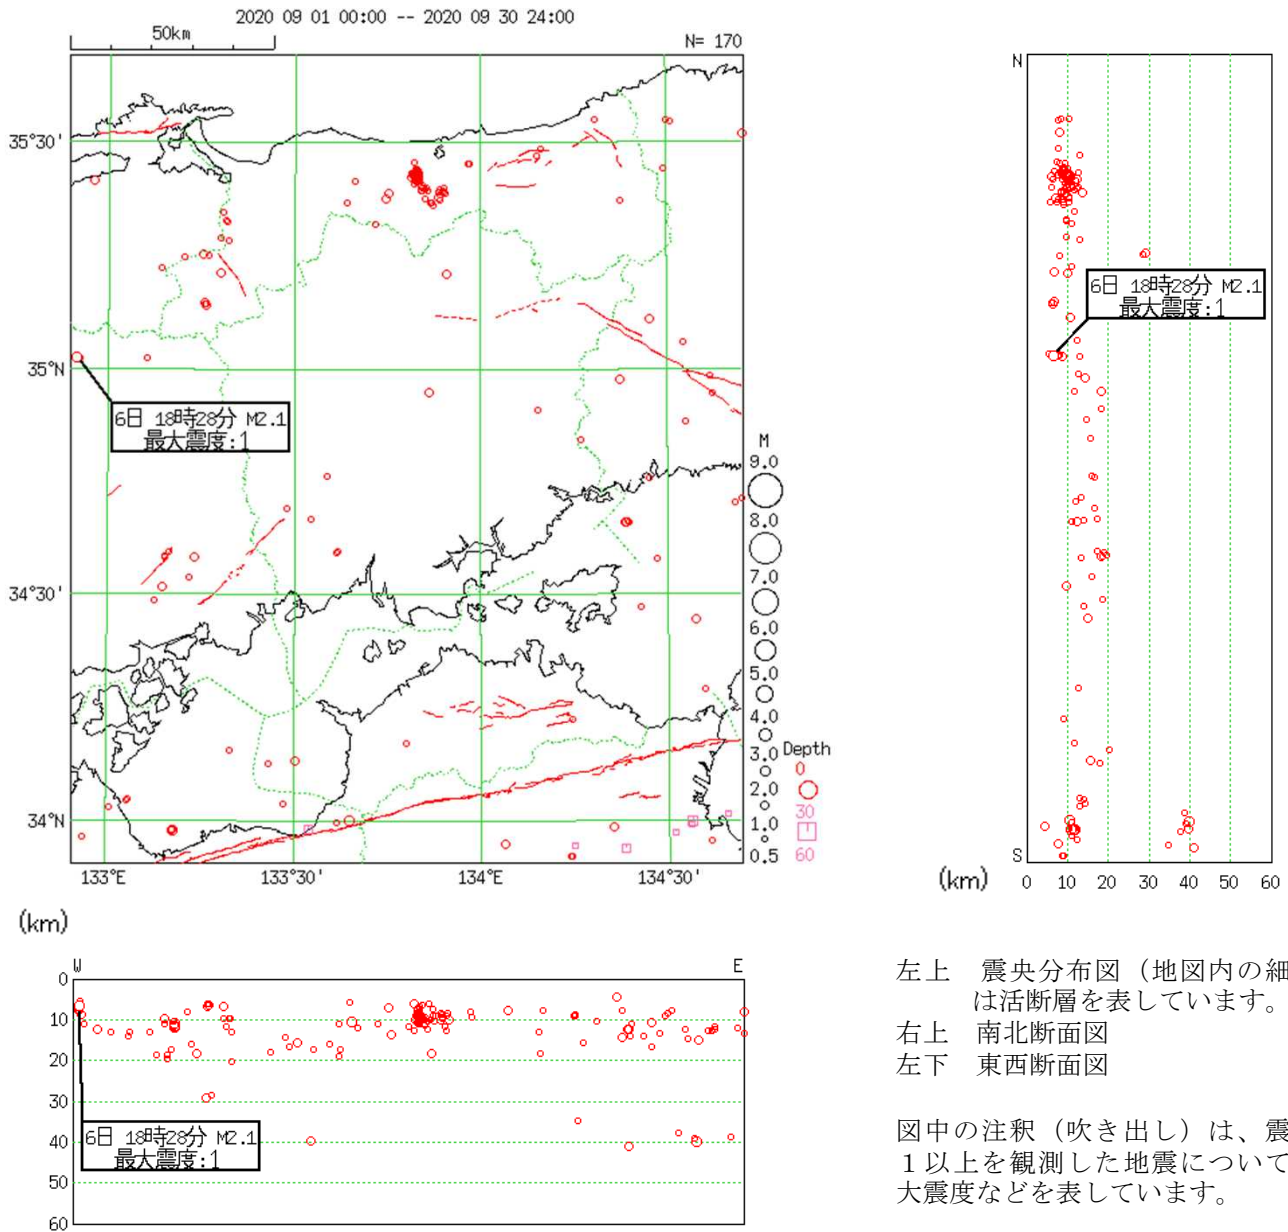 2020 09 01 00:00 -- 2020 09 30 24:00
50km
N= 170
35°30'
35°N
34°30'
34°N
133°E
133°30'
134°E
134°30'
6日 18時28分 M2.1
最大震度:1
M
9.0
8.0
7.0
6.0
5.0
4.0
3.0
2.0
1.0
0.5
Depth
0
30
60
N
S
6日 18時28分 M2.1
最大震度:1
(km)
0 10 20 30 40 50 60
(km)
W
E
0
10
20
30
40
50
60
6日 18時28分 M2.1
最大震度:1
左上 震央分布図（地図内の細
は活断層を表しています。
右上 南北断面図
左下 東西断面図
図中の注釈（吹き出し）は、震
１以上を観測した地震について
大震度などを表しています。